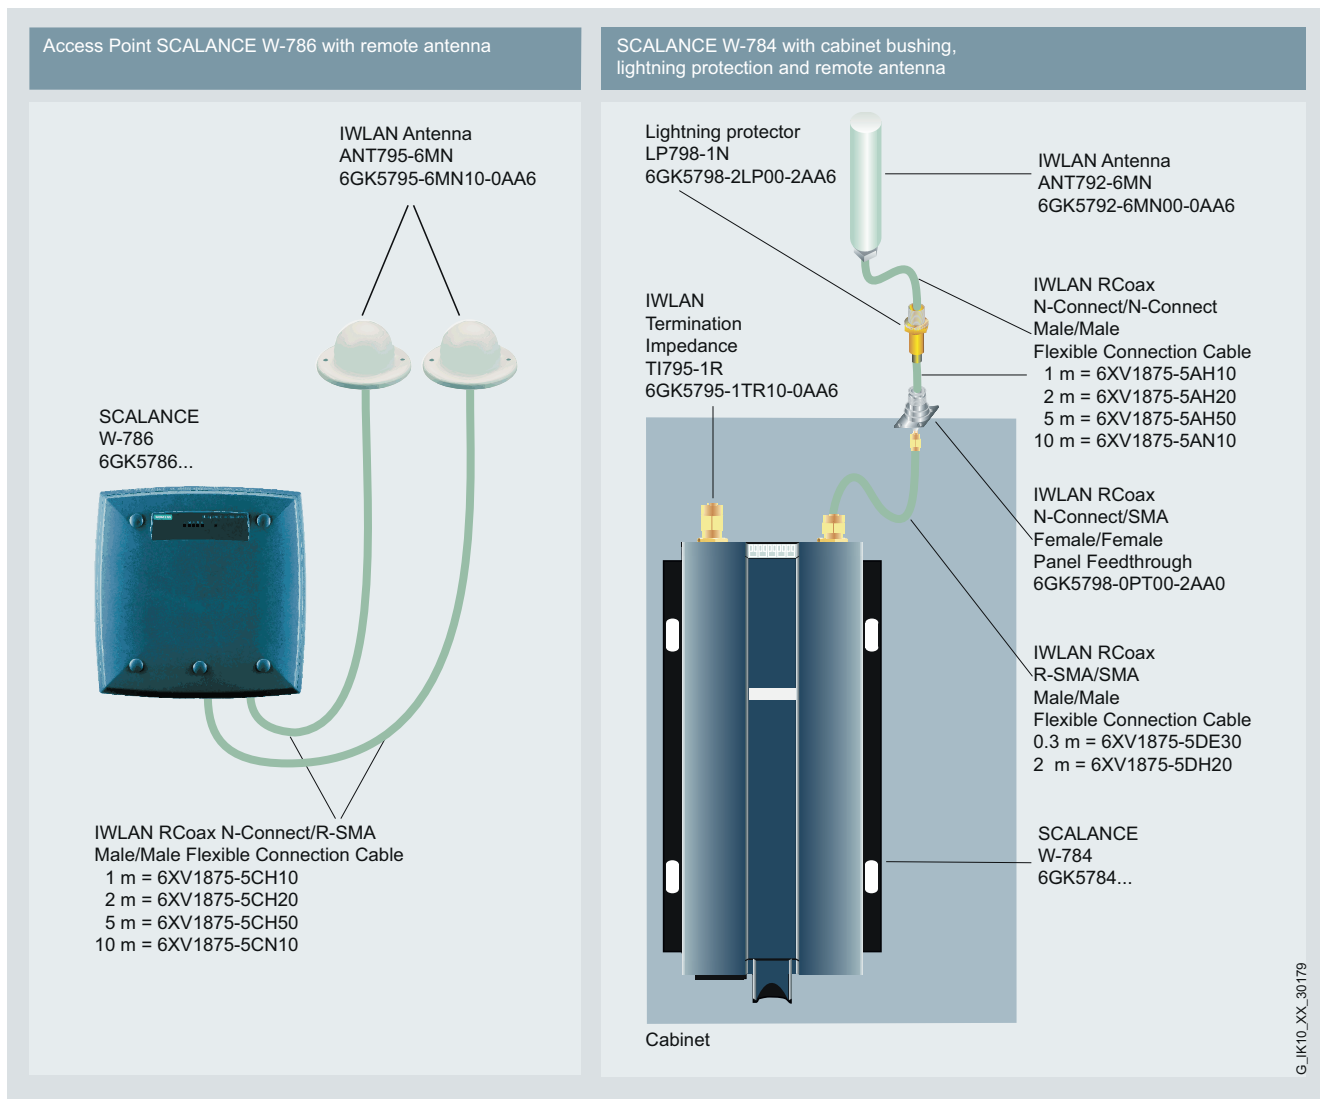 Access Point SCALANCE W-786 with remote antenna
IWLAN Antenna
ANT795-6MN
6GK5795-6MN10-0AA6
SCALANCE
W-786
6GK5786...
IWLAN RCoax N-Connect/R-SMA
Male/Male Flexible Connection Cable
1 m = 6XV1875-5CH10
2 m = 6XV1875-5CH20
5 m = 6XV1875-5CH50
10 m = 6XV1875-5CN10
SCALANCE W-784 with cabinet bushing,
lightning protection and remote antenna
Lightning protector
LP798-1N
6GK5798-2LP00-2AA6
IWLAN Antenna
ANT792-6MN
6GK5792-6MN00-0AA6
IWLAN
Termination
Impedance
TI795-1R
6GK5795-1TR10-0AA6
IWLAN RCoax
N-Connect/N-Connect
Male/Male
Flexible Connection Cable
1 m = 6XV1875-5AH10
2 m = 6XV1875-5AH20
5 m = 6XV1875-5AH50
10 m = 6XV1875-5AN10
IWLAN RCoax
N-Connect/SMA
Female/Female
Panel Feedthrough
6GK5798-0PT00-2AA0
IWLAN RCoax
R-SMA/SMA
Male/Male
Flexible Connection Cable
0.3 m = 6XV1875-5DE30
2 m = 6XV1875-5DH20
SCALANCE
W-784
6GK5784...
Cabinet
G_IK10_XX_30179